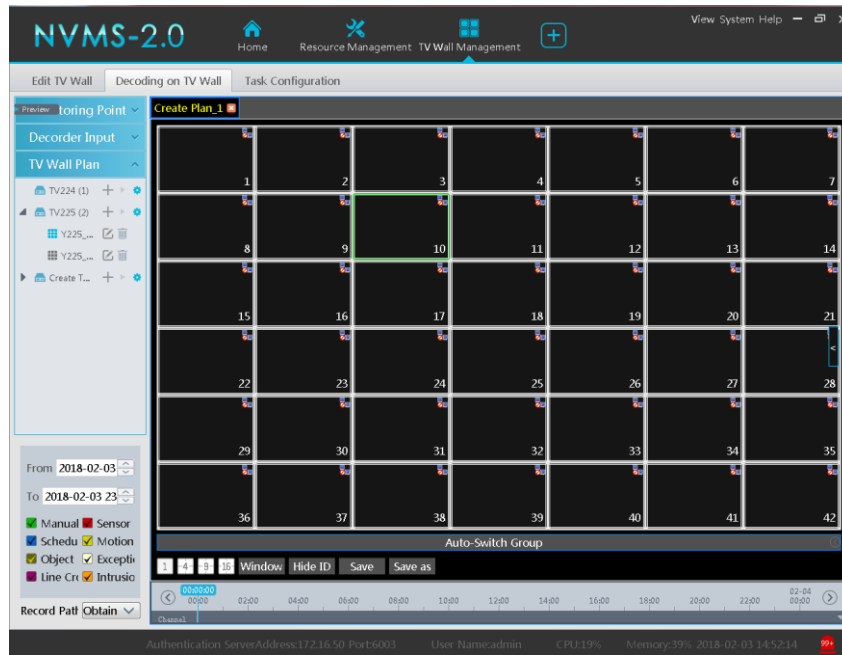 NVMS-2.0
Home
Resource Management
TV Wall Management
View System Help
Edit TV Wall
Decoding on TV Wall
Task Configuration
Preview
toring Point
Decorder Input
TV Wall Plan
TV224 (1)
TV225 (2)
Y225_...
Y225_...
Create T...
Create Plan_1
1 2 3 4 5 6 7
8 9 10 11 12 13 14
15 16 17 18 19 20 21
22 23 24 25 26 27 28
29 30 31 32 33 34 35
36 37 38 39 40 41 42
Auto-Switch Group
1 4 9 16 Window Hide ID Save Save as
From 2018-02-03
To 2018-02-03 23
Manual Sensor
Schedu Motion
Object Exceptio
Line Cro Intrusio
Record Patl Obtain
00:00:00
00:00 02:00 04:00 06:00 08:00 10:00 12:00 14:00 16:00 18:00 20:00 22:00 02-04 00:00
Channel
Authentication ServerAddress:172.16.50 Port:6003 User Name:admin CPU:19% Memory:39% 2018-02-03 14:52:14 99+